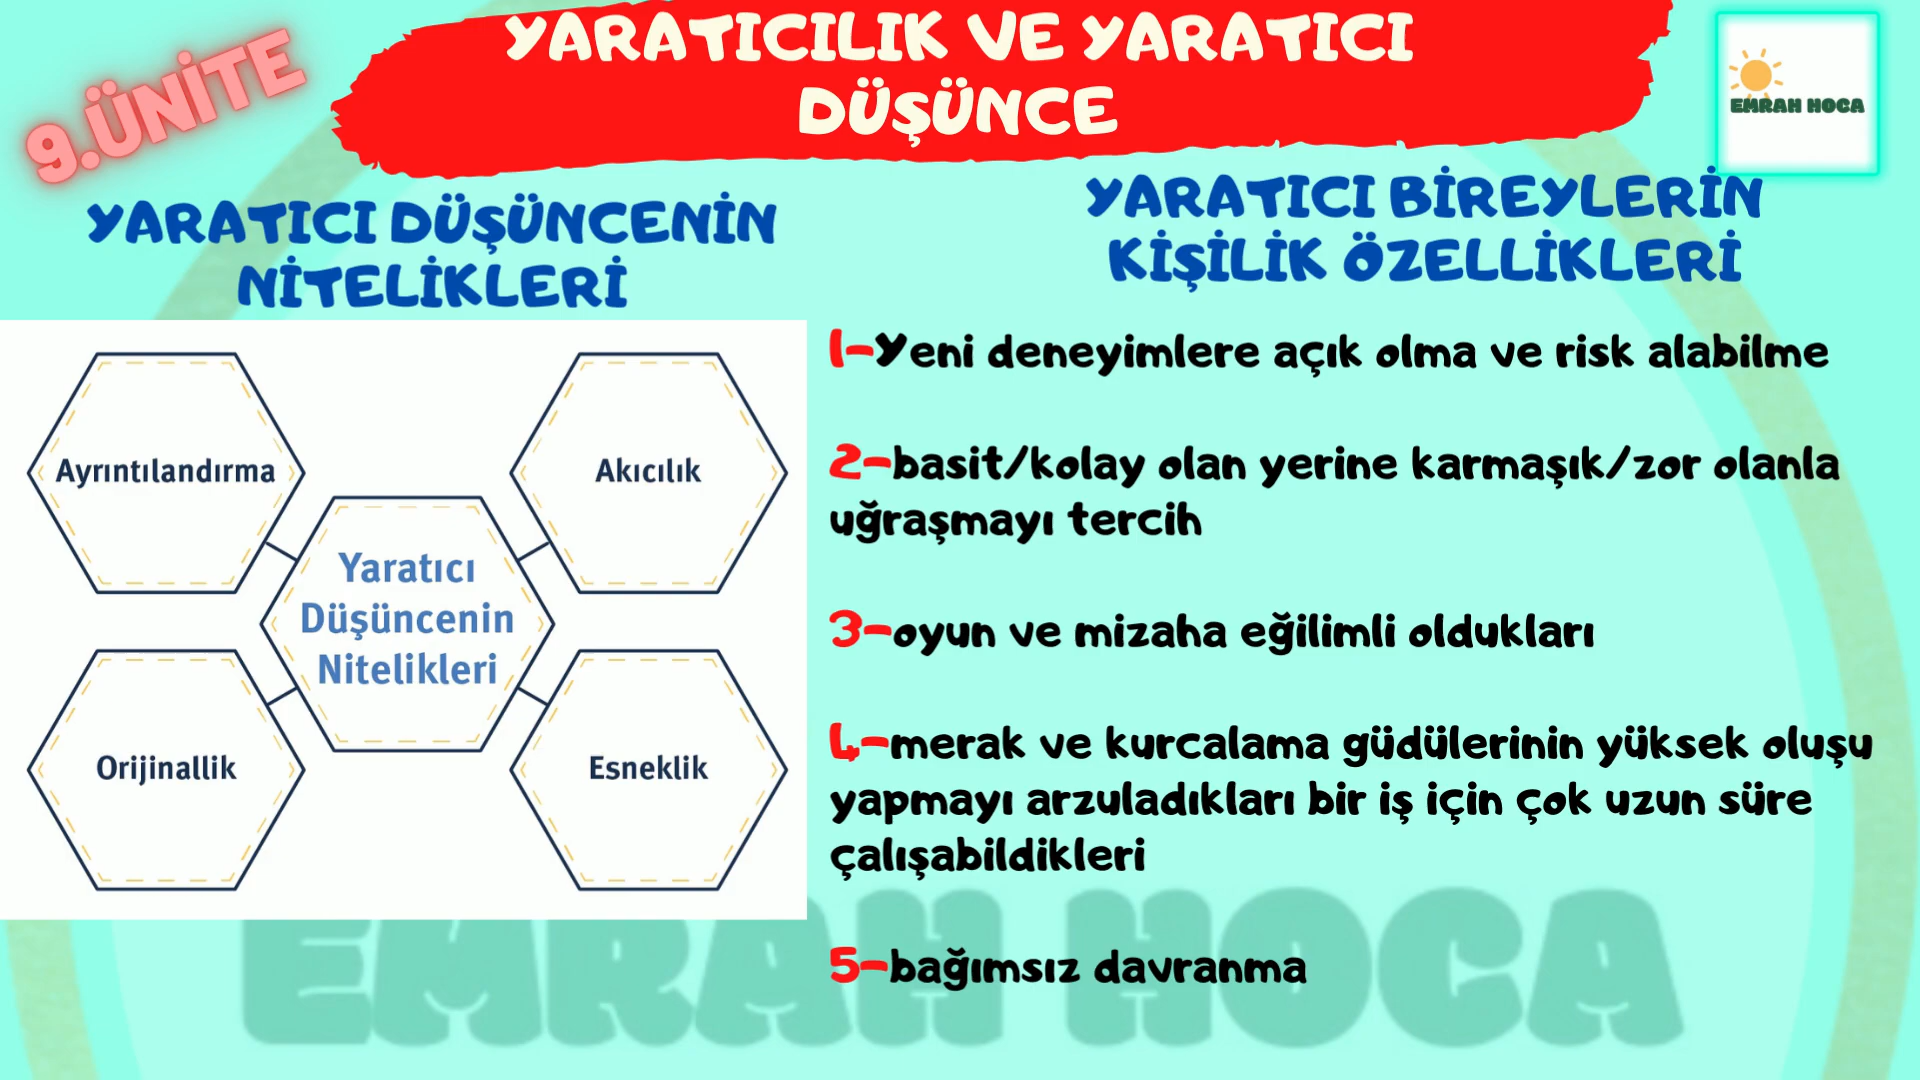 9.ÜNİTE
YARATICILIK VE YARATICI
DÜŞÜNCE
EMRAH HOCA
YARATICI DÜŞÜNCENİN
NİTELİKLERİ
Ayrıntılandırma
Akıcılık
Yaratıcı
Düşüncenin
Nitelikleri
Orijinallik
Esneklik
YARATICI BİREYLERİN
KİŞİLİK ÖZELLİKLERİ
1-Yeni deneyimlere açık olma ve risk alabilme
2-basit/kolay olan yerine karmaşık/zor olanla
uğraşmayı tercih
3-oyun ve mizaha eğilimli oldukları
4-merak ve kurcalama güdülerinin yüksek oluşu
yapmayı arzuladıkları bir iş için çok uzun süre
çalışabildikleri
5-bağımsız davranma
EMRAH HOCA